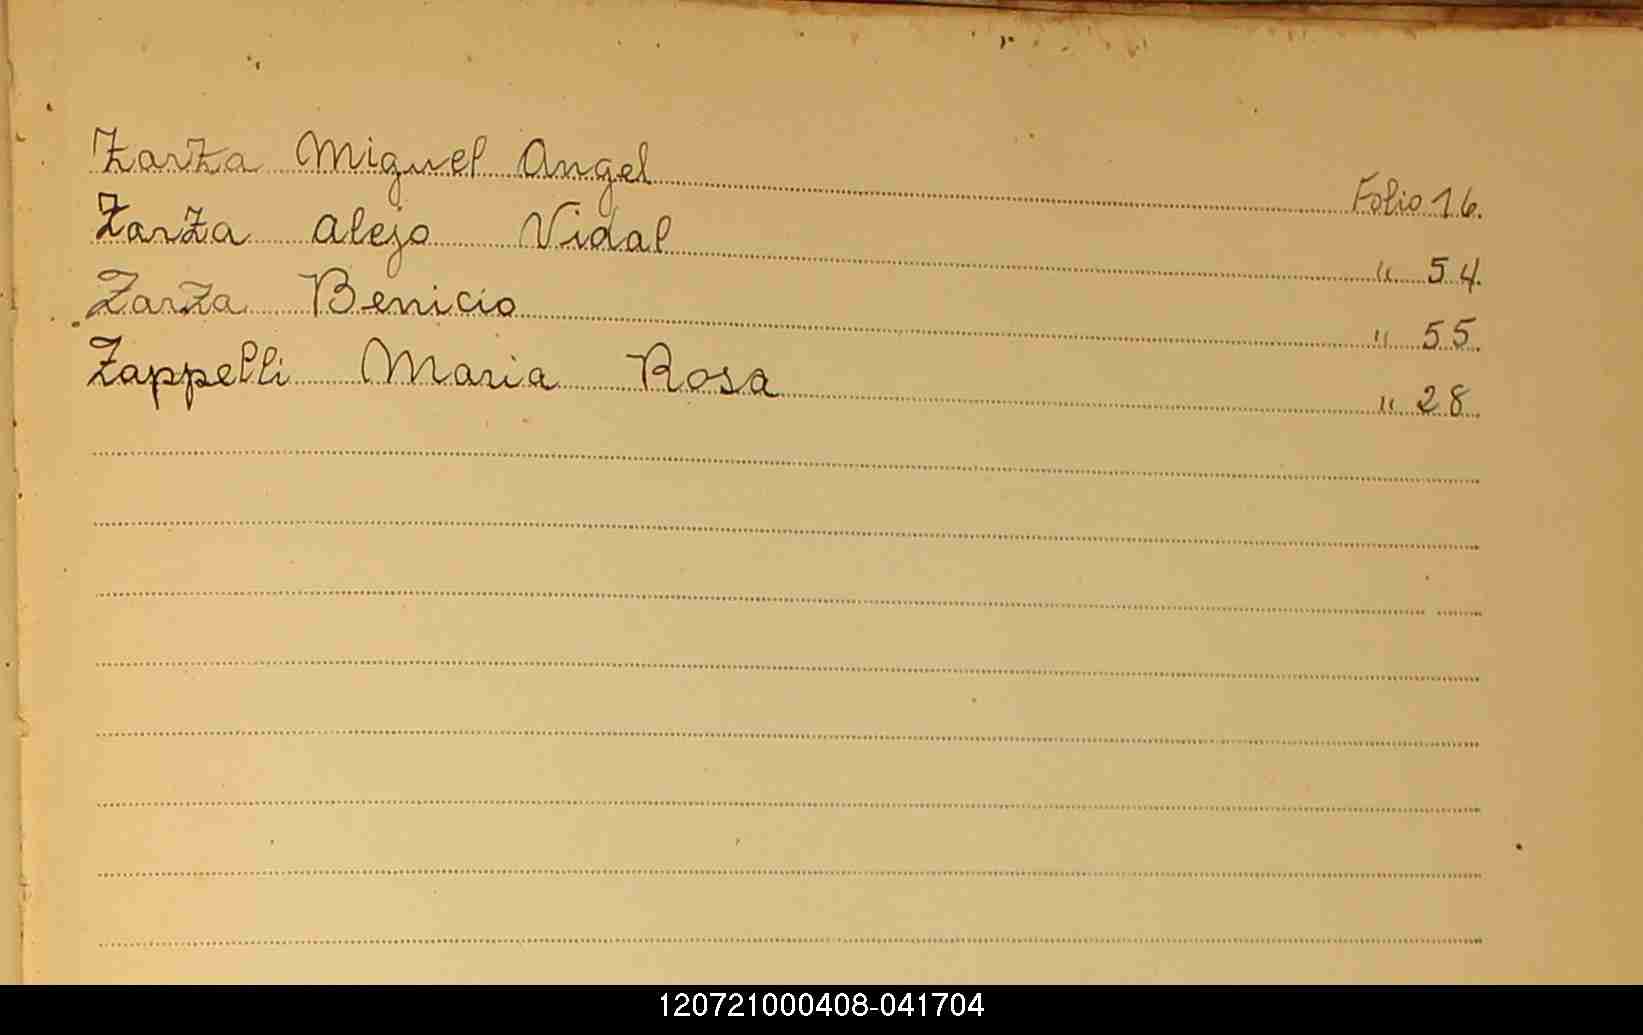 Zarza Miguel Angel Folio 16.
Zarza Alejo Vidal " 54.
Zarza Benicio " 55.
Zappelli Maria Rosa " 28.
120721000408-041704